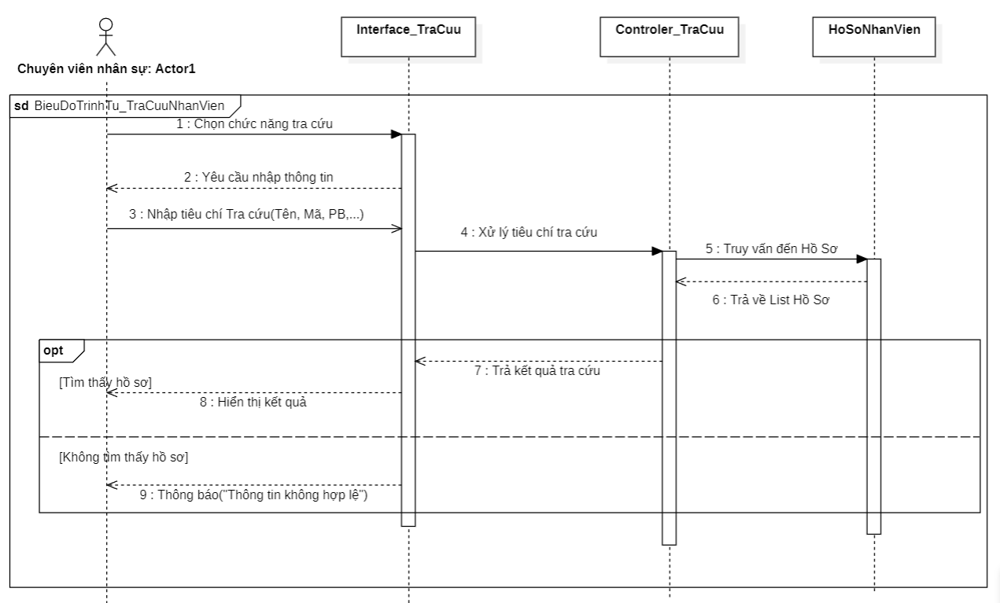 Interface_TraCuu
Controler_TraCuu
HoSoNhanVien
Chuyên viên nhân sự: Actor1
sd BieuDoTrinhTu_TraCuuNhanVien
1 : Chọn chức năng tra cứu
2 : Yêu cầu nhập thông tin
3 : Nhập tiêu chí Tra cứu(Tên, Mã, PB,...)
4 : Xử lý tiêu chí tra cứu
5 : Truy vấn đến Hồ Sơ
6 : Trả về List Hồ Sơ
opt
7 : Trả kết quả tra cứu
[Tìm thấy hồ sơ]
8 : Hiển thị kết quả
[Không tìm thấy hồ sơ]
9 : Thông báo("Thông tin không hợp lệ")